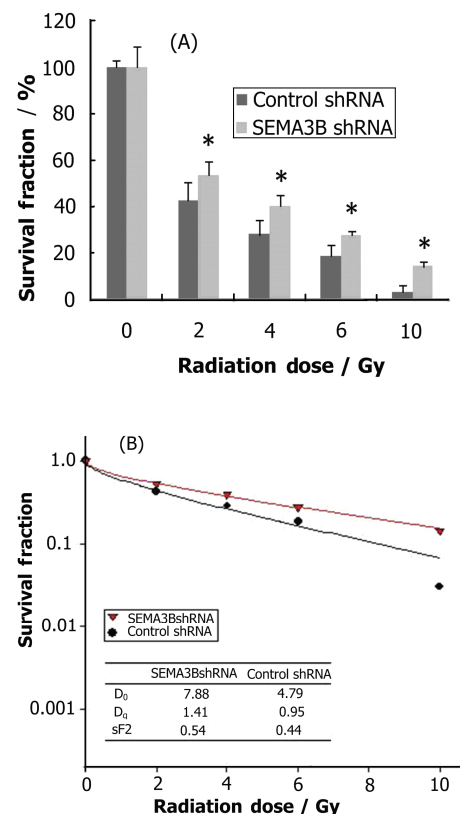 (A)
120
100
80
60
40
20
0
Survival fraction / %
Control shRNA
SEMA3B shRNA
*
*
*
*
0 2 4 6 10
Radiation dose / Gy
(B)
1.0
0.1
0.01
0.001
Survival fraction
SEMA3BshRNA
Control shRNA
SEMA3BshRNA Control shRNA
D₀ 7.88 4.79
Dq 1.41 0.95
sF2 0.54 0.44
0 2 4 6 8 10
Radiation dose / Gy